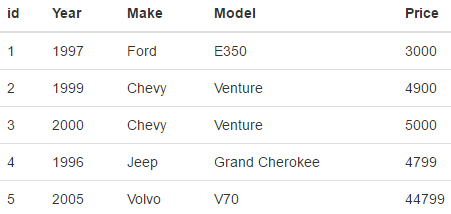 id Year Make Model Price
1 1997 Ford E350 3000
2 1999 Chevy Venture 4900
3 2000 Chevy Venture 5000
4 1996 Jeep Grand Cherokee 4799
5 2005 Volvo V70 44799